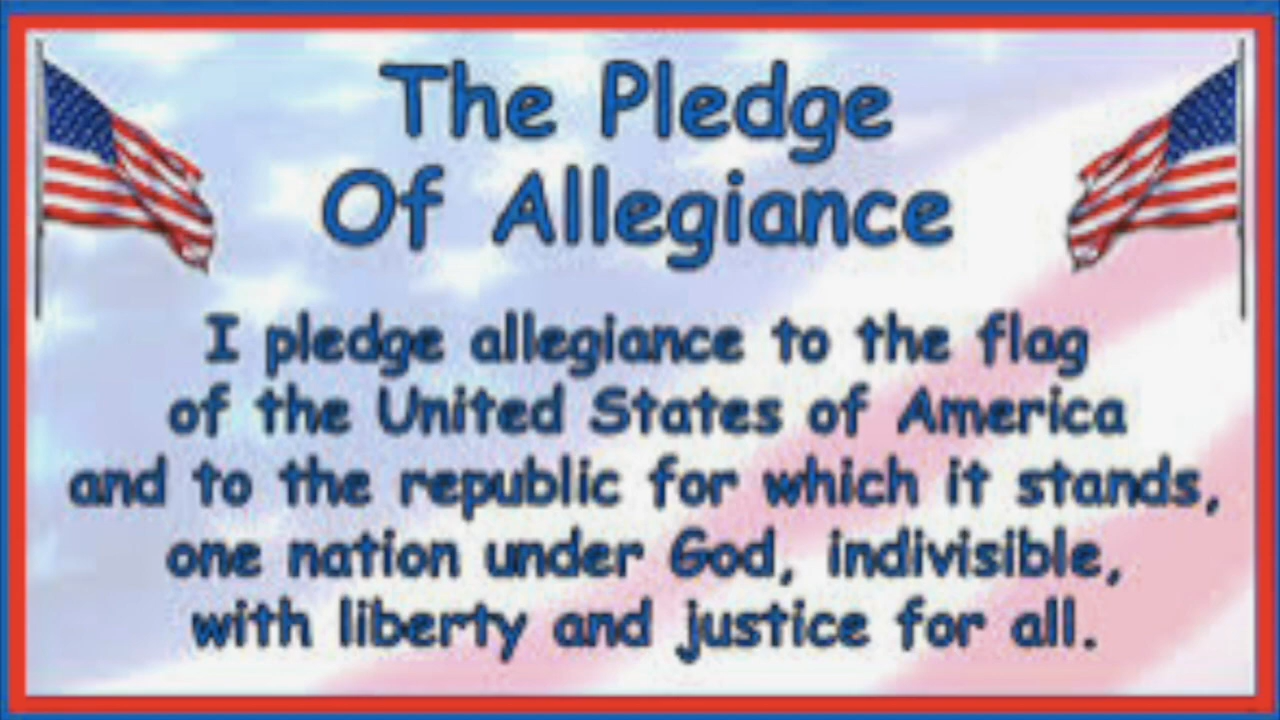 The Pledge
Of Allegiance
I pledge allegiance to the flag
of the United States of America
and to the republic for which it stands,
one nation under God, indivisible,
with liberty and justice for all.